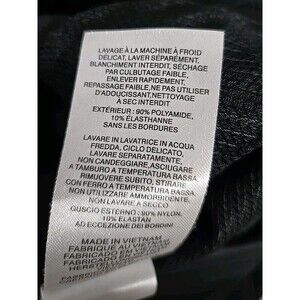 LAVAGE À LA MACHINE À FROID
DÉLICAT, LAVER SÉPARÉMENT,
BLANCHIMENT INTERDIT, SÉCHAGE
PAR CULBUTAGE FAIBLE,
ENLEVER RAPIDEMENT,
REPASSAGE FAIBLE, NE PAS UTILISER
D'ADOUCISSANT, NETTOYAGE
À SEC INTERDIT
EXTÉRIEUR: 90% POLYAMIDE,
10% ÉLASTHANNE
SANS LES BORDURES
LAVARE IN LAVATRICE IN ACQUA
FREDDA, CICLO DELICATO,
LAVARE SEPARATAMENTE,
NON CANDEGGIARE, ASCIUGARE
A TAMBURO A TEMPERATURA BASSA,
RIMUOVERE SUBITO, STIRARE
CON FERRO A TEMPERATURA BASSA,
NON UTILIZZARE AMMORBIDENTE,
NON LAVARE A SECCO
GUSCIO ESTERNO: 90% NYLON,
10% ELASTAN
AD ECCEZIONE DEI BORDINI
MADE IN VIETNAM
FABRIQUÉ AU VIETNAM
FABRICADO EN VIETNAM